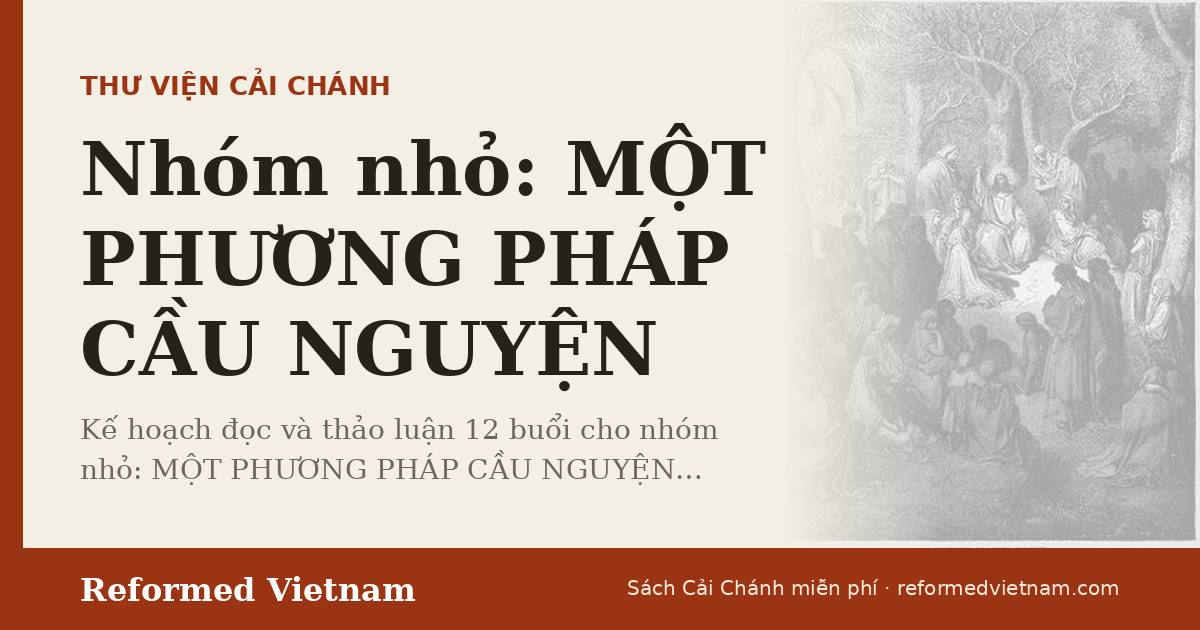 THƯ VIỆN CẢI CHÁNH
Nhóm nhỏ: MỘT
PHƯƠNG PHÁP
CẦU NGUYỆN
Kế hoạch đọc và thảo luận 12 buổi cho nhóm
nhỏ: MỘT PHƯƠNG PHÁP CẦU NGUYỆN...
Reformed Vietnam
Sách Cải Chánh miễn phí · reformedvietnam.com